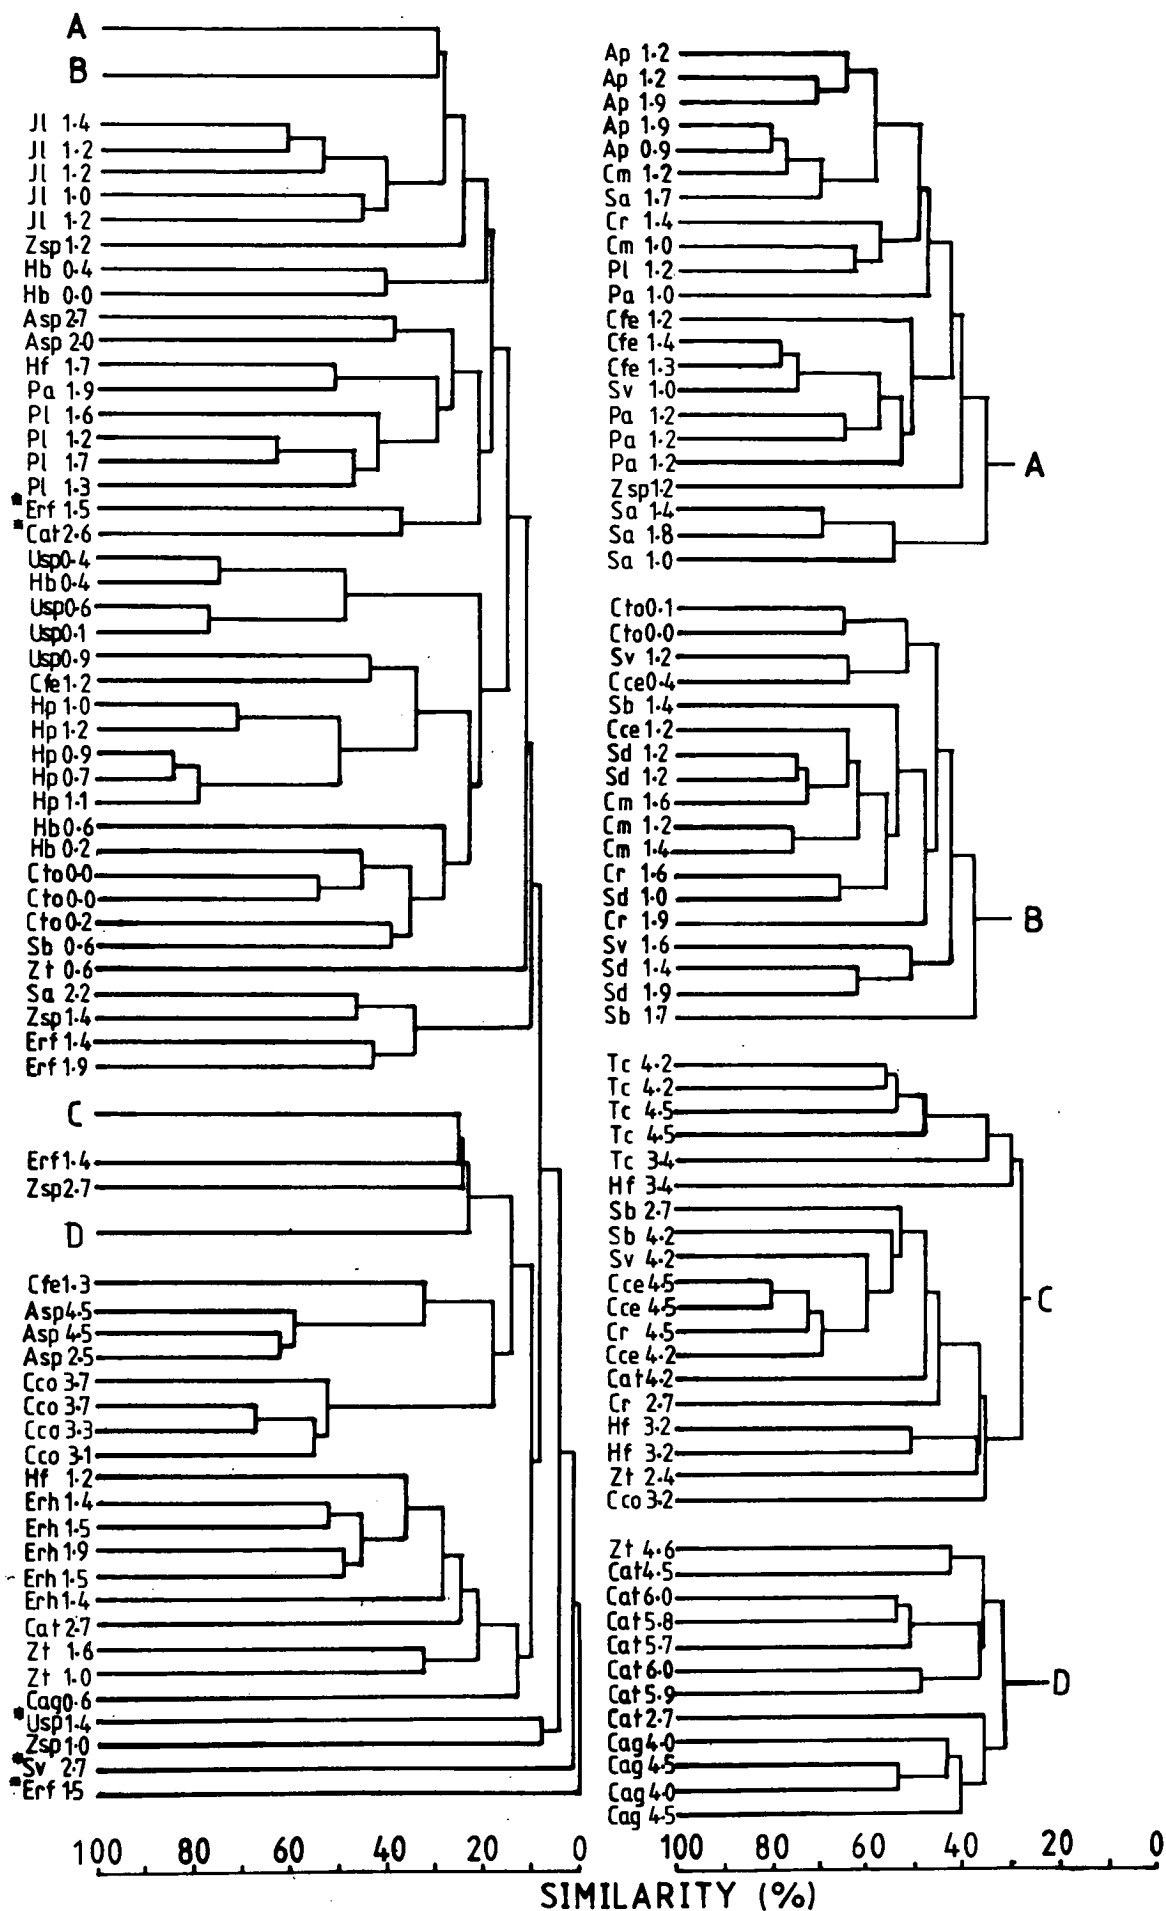 A
B
Jl 1·4
Jl 1·2
Jl 1·2
Jl 1·0
Jl 1·2
Zsp 1·2
Hb 0·4
Hb 0·0
Asp 2·7
Asp 2·0
Hf 1·7
Pa 1·9
Pl 1·6
Pl 1·2
Pl 1·7
Pl 1·3
* Erf 1·5
* Cat 2·6
Usp 0·4
Hb 0·4
Usp 0·6
Usp 0·1
Usp 0·9
Cfe 1·2
Hp 1·0
Hp 1·2
Hp 0·9
Hp 0·7
Hp 1·1
Hb 0·6
Hb 0·2
Cto 0·0
Cto 0·0
Cto 0·2
Sb 0·6
Zt 0·6
Sa 2·2
Zsp 1·4
Erf 1·4
Erf 1·9
C
Erf 1·4
Zsp 2·7
D
Cfe 1·3
Asp 4·5
Asp 4·5
Asp 2·5
Cco 3·7
Cco 3·7
Cco 3·3
Cco 3·1
Hf 1·2
Erh 1·4
Erh 1·5
Erh 1·9
Erh 1·5
Erh 1·4
Cat 2·7
Zt 1·6
Zt 1·0
Cag 0·6
* Usp 1·4
Zsp 1·0
* Sv 2·7
* Erf 1·5
100 80 60 40 20 0
Ap 1·2
Ap 1·2
Ap 1·9
Ap 1·9
Ap 0·9
Cm 1·2
Sa 1·7
Cr 1·4
Cm 1·0
Pl 1·2
Pa 1·0
Cfe 1·2
Cfe 1·4
Cfe 1·3
Sv 1·0
Pa 1·2
Pa 1·2
Pa 1·2
A
Zsp 1·2
Sa 1·4
Sa 1·8
Sa 1·0
Cto 0·1
Cto 0·0
Sv 1·2
Cce 0·4
Sb 1·4
Cce 1·2
Sd 1·2
Sd 1·2
Cm 1·6
Cm 1·2
Cm 1·4
Cr 1·6
Sd 1·0
Cr 1·9
B
Sv 1·6
Sd 1·4
Sd 1·9
Sb 1·7
Tc 4·2
Tc 4·2
Tc 4·5
Tc 4·5
Tc 3·4
Hf 3·4
Sb 2·7
Sb 4·2
Sv 4·2
Cce 4·5
C
Cce 4·5
Cr 4·5
Cce 4·2
Cat 4·2
Cr 2·7
Hf 3·2
Hf 3·2
Zt 2·4
Cco 3·2
Zt 4·6
Cat 4·5
Cat 6·0
Cat 5·8
Cat 5·7
Cat 6·0
D
Cat 5·9
Cat 2·7
Cag 4·0
Cag 4·5
Cag 4·0
Cag 4·5
100 80 60 40 20 0
SIMILARITY (%)